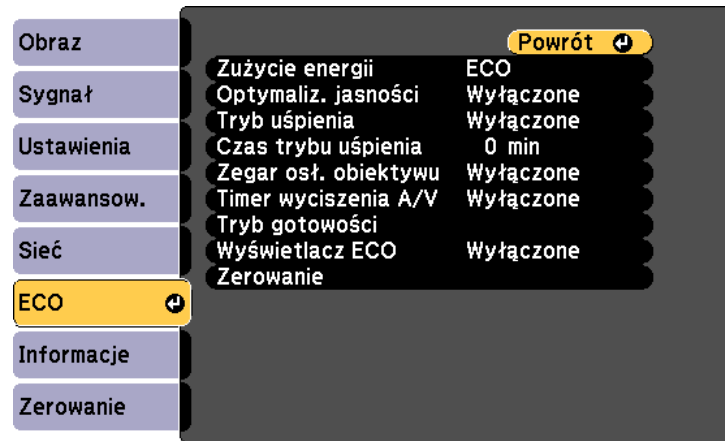 Obraz
Sygnał
Ustawienia
Zaawansow.
Sieć
ECO
Informacje
Zerowanie
Powrót
Zużycie energii ECO
Optymaliz. jasności Wyłączone
Tryb uśpienia Wyłączone
Czas trybu uśpienia 0 min
Zegar osł. obiektywu Wyłączone
Timer wyciszenia A/V Wyłączone
Tryb gotowości
Wyświetlacz ECO Wyłączone
Zerowanie